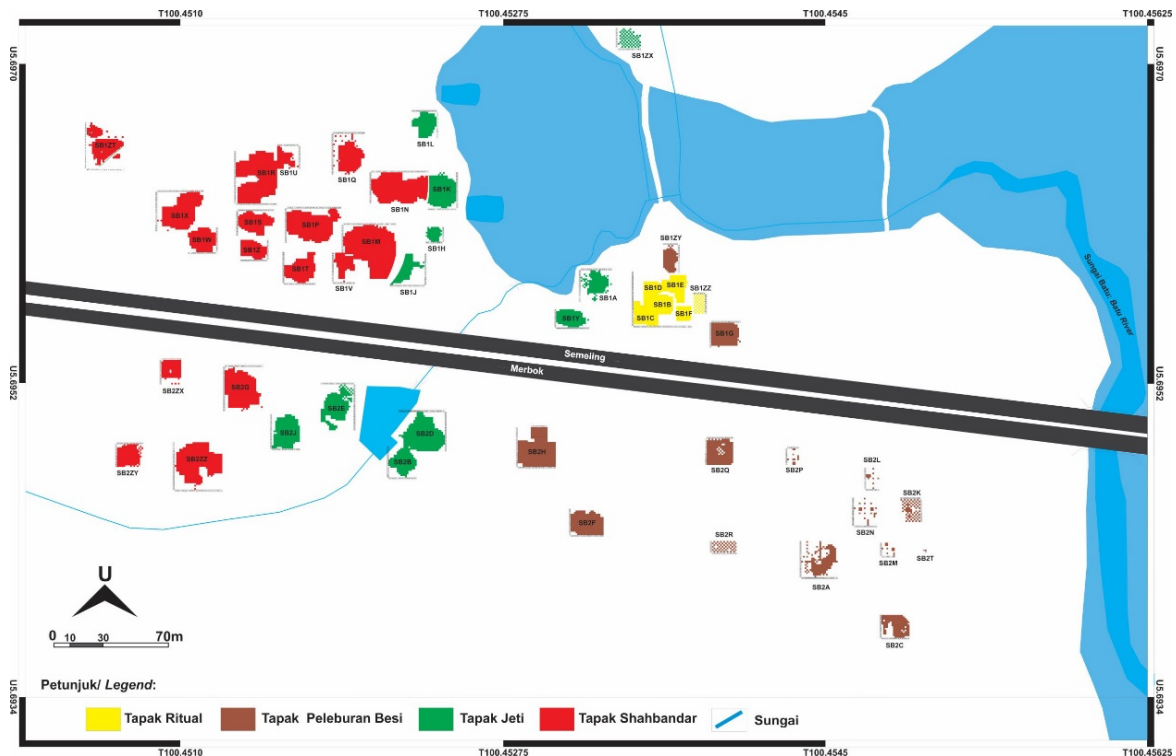 T100.4510 T100.45275 T100.4545 T100.45625
U5.6970 U5.6970
SB1ZX
SB1L
SB1ZT
SB1U
SB1R
SB1Q
SB1K
SB1N
SB1X
SB1S
SB1P
SB1W
SB1Z
SB1M
SB1H
SB1T
SB1V
SB1J
SB1ZY
SB1A
SB1D
SB1E
SB1ZZ
SB1B
SB1C
SB1F
SB1Y
SB1G
Sungai Batu/ Batu River
Semeling
Merbok
U5.6952 U5.6952
SB2ZX
SB2G
SB2E
SB2J
SB2D
SB2B
SB2ZY
SB2ZZ
SB2H
SB2Q
SB2P
SB2L
SB2K
SB2N
SB2F
SB2R
SB2M
SB2T
SB2A
SB2C
U
0 10 30 70m
Petunjuk/ Legend:
U5.6934 U5.6934
Tapak Ritual Tapak Peleburan Besi Tapak Jeti Tapak Shahbandar Sungai
T100.4510 T100.45275 T100.4545 T100.45625